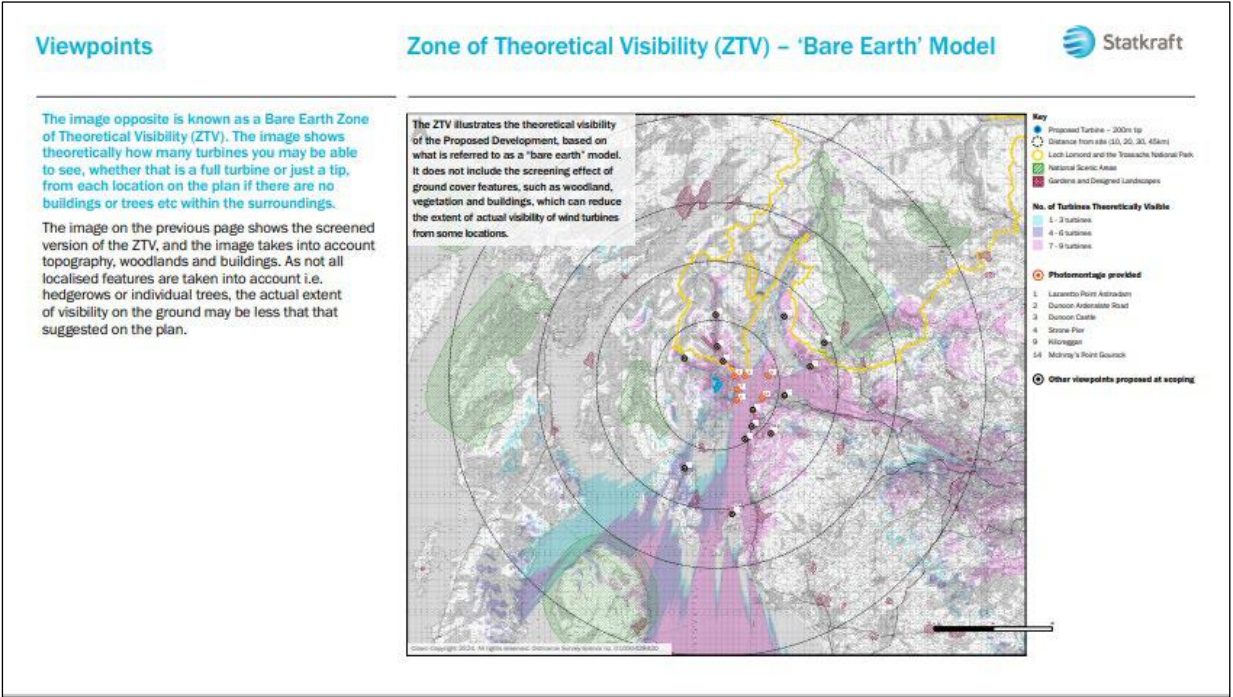 Viewpoints
Zone of Theoretical Visibility (ZTV) – ‘Bare Earth’ Model
Statkraft
The image opposite is known as a Bare Earth Zone
of Theoretical Visibility (ZTV). The image shows
theoretically how many turbines you may be able
to see, whether that is a full turbine or just a tip,
from each location on the plan if there are no
buildings or trees etc within the surroundings.
The image on the previous page shows the screened
version of the ZTV, and the image takes into account
topography, woodlands and buildings. As not all
localised features are taken into account i.e.
hedgerows or individual trees, the actual extent
of visibility on the ground may be less that that
suggested on the plan.
The ZTV illustrates the theoretical visibility
of the Proposed Development, based on
what is referred to as a "bare earth" model.
It does not include the screening effect of
ground cover features, such as woodland,
vegetation and buildings, which can reduce
the extent of actual visibility of wind turbines
from some locations.
Key
Proposed Turbine – 200m tip
Distance from site (10, 20, 30, 45km)
Loch Lomond and the Trossachs National Park
National Scenic Areas
Gardens and Designed Landscapes
No. of Turbines Theoretically Visible
1 - 3 turbines
4 - 6 turbines
7 - 9 turbines
Photomontage provided
1 Lazaretto Point Ardnadam
2 Dunoon Ardenslate Road
3 Dunoon Castle
4 Strone Pier
9 Kilcreggan
14 McInroy's Point Gourock
Other viewpoints proposed at scoping
Crown Copyright 2024. All rights reserved. Ordnance Survey licence no.